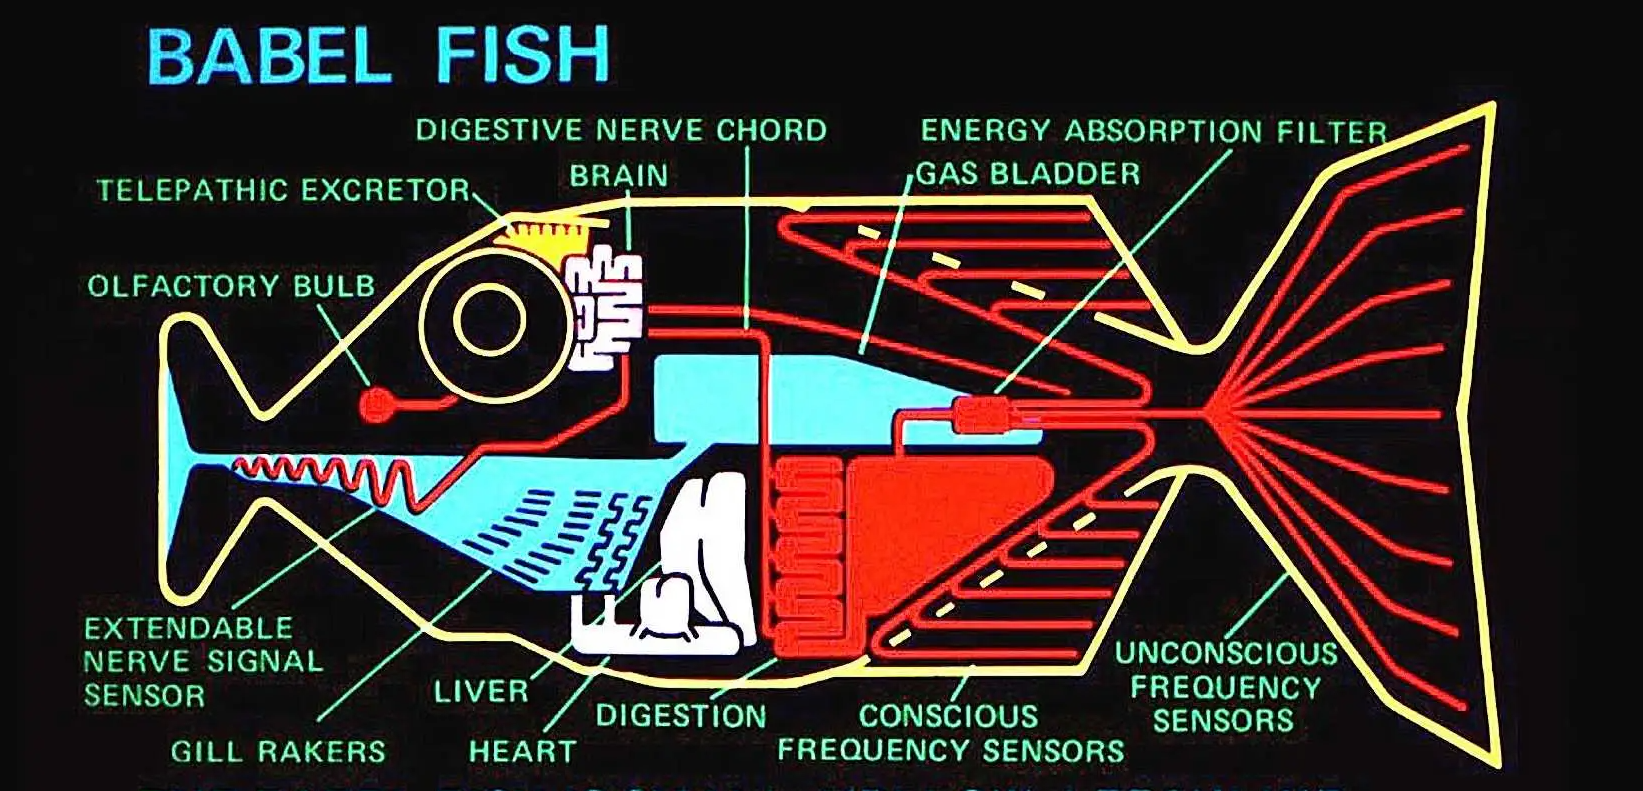 BABEL FISH
DIGESTIVE NERVE CHORD
ENERGY ABSORPTION FILTER
BRAIN
GAS BLADDER
TELEPATHIC EXCRETOR
OLFACTORY BULB
EXTENDABLE
NERVE SIGNAL
SENSOR
GILL RAKERS
LIVER
HEART
DIGESTION
CONSCIOUS
FREQUENCY SENSORS
UNCONSCIOUS
FREQUENCY
SENSORS